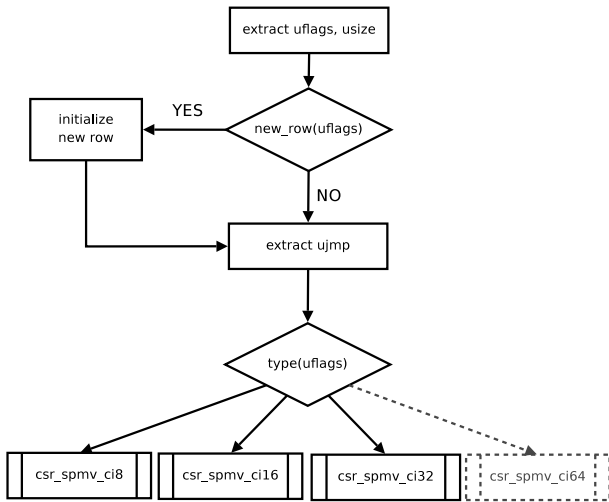 extract uflags, usize
YES
initialize
new row
new_row(uflags)
NO
extract ujmp
type(uflags)
csr_spmv_ci8
csr_spmv_ci16
csr_spmv_ci32
csr_spmv_ci64